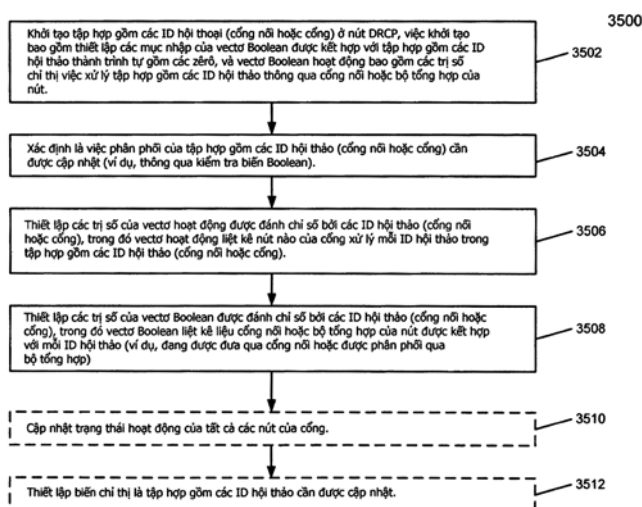 3500
Khởi tạo tập hợp gồm các ID hội thoại (cổng nối hoặc cổng) ở nút DRCP, việc khởi tạo
bao gồm thiết lập các mục nhập của vectơ Boolean được kết hợp với tập hợp gồm các ID
hội thảo thành trình tự gồm các zêrô, và vectơ Boolean hoạt động bao gồm các trị số
chỉ thị việc xử lý tập hợp gồm các ID hội thảo thông qua cổng nối hoặc bộ tổng hợp của
nút.
3502
Xác định là việc phân phối của tập hợp gồm các ID hội thảo (cổng nối hoặc cổng) cần
được cập nhật (ví dụ, thông qua kiểm tra biến Boolean).
3504
Thiết lập các trị số của vectơ hoạt động được đánh chỉ số bởi các ID hội thảo (cổng nối
hoặc cổng), trong đó vectơ hoạt động liệt kê nút nào của cổng xử lý mỗi ID hội thảo trong
tập hợp gồm các ID hội thảo (cổng nối hoặc cổng).
3506
Thiết lập các trị số của vectơ Boolean được đánh chỉ số bởi các ID hội thảo (cổng nối hoặc
cổng), trong đó vectơ Boolean liệt kê liệu cổng nối hoặc bộ tổng hợp của nút được kết hợp
với mỗi ID hội thảo (ví dụ, đang được đưa qua cổng nối hoặc được phân phối qua
bộ tổng hợp)
3508
Cập nhật trạng thái hoạt động của tất cả các nút của cổng.
3510
Thiết lập biến chỉ thị là tập hợp gồm các ID hội thảo cần được cập nhật.
3512